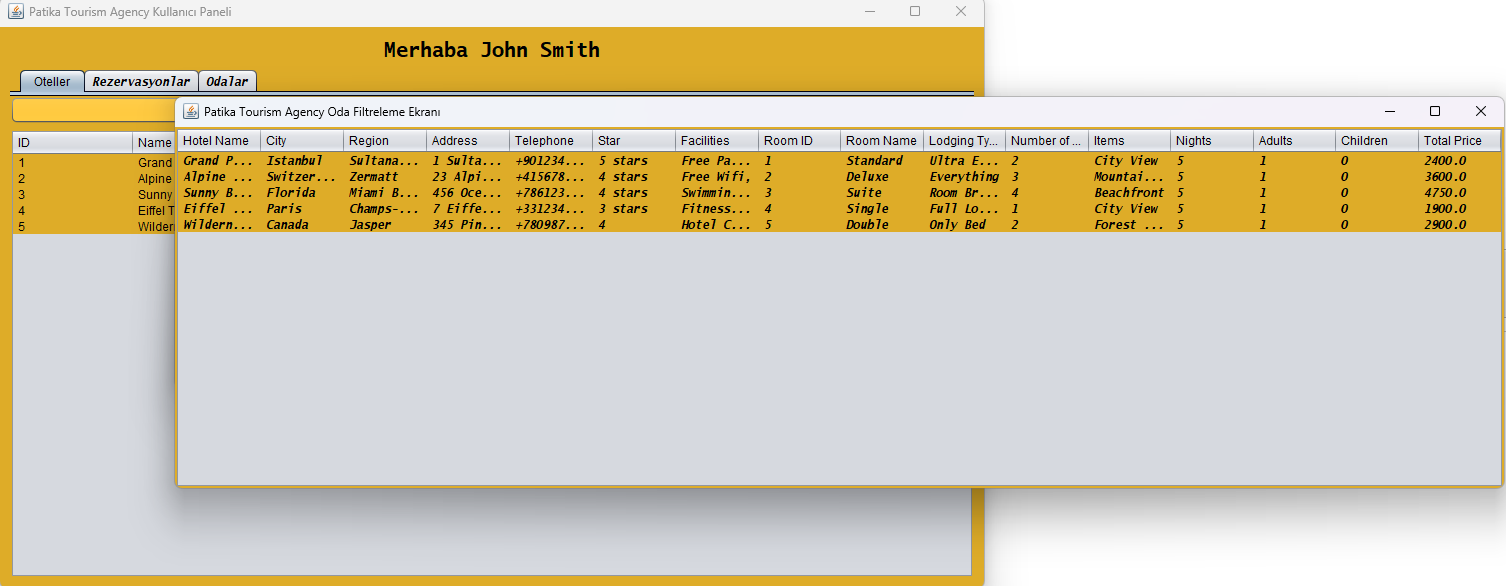 Patika Tourism Agency Kullanıcı Paneli
Merhaba John Smith
Oteller Rezervasyonlar Odalar
Patika Tourism Agency Oda Filtreleme Ekranı
ID Name
1 Grand
2 Alpine
3 Sunny
4 Eiffel T
5 Wilder
Hotel Name City Region Address Telephone Star Facilities Room ID Room Name Lodging Ty... Number of ... Items Nights Adults Children Total Price
Grand P... Istanbul Sultana... 1 Sulta... +901234... 5 stars Free Pa... 1 Standard Ultra E... 2 City View 5 1 0 2400.0
Alpine ... Switzer... Zermatt 23 Alpi... +415678... 4 stars Free Wifi, 2 Deluxe Everything 3 Mountai... 5 1 0 3600.0
Sunny B... Florida Miami B... 456 Oce... +786123... 4 stars Swimmin... 3 Suite Room Br... 4 Beachfront 5 1 0 4750.0
Eiffel ... Paris Champs-... 7 Eiffe... +331234... 3 stars Fitness... 4 Single Full Lo... 1 City View 5 1 0 1900.0
Wildern... Canada Jasper 345 Pin... +780987... 4 Hotel C... 5 Double Only Bed 2 Forest ... 5 1 0 2900.0